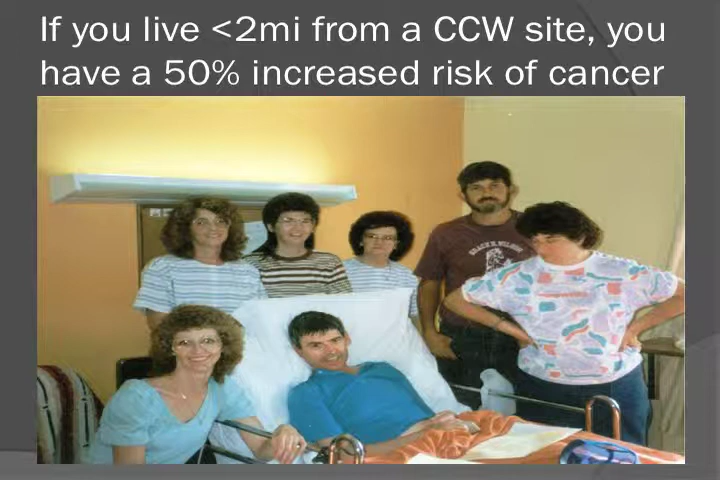 If you live <2mi from a CCW site, you
have a 50% increased risk of cancer